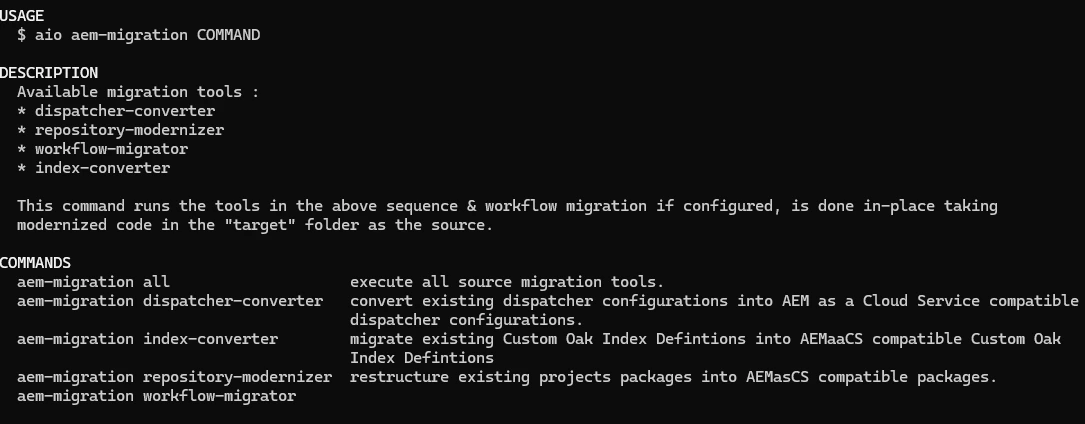 USAGE
$ aio aem-migration COMMAND
DESCRIPTION
Available migration tools :
* dispatcher-converter
* repository-modernizer
* workflow-migrator
* index-converter
This command runs the tools in the above sequence & workflow migration if configured, is done in-place taking
modernized code in the "target" folder as the source.
COMMANDS
aem-migration all execute all source migration tools.
aem-migration dispatcher-converter convert existing dispatcher configurations into AEM as a Cloud Service compatible
dispatcher configurations.
aem-migration index-converter migrate existing Custom Oak Index Defintions into AEMaaCS compatible Custom Oak
Index Defintions
aem-migration repository-modernizer restructure existing projects packages into AEMasCS compatible packages.
aem-migration workflow-migrator